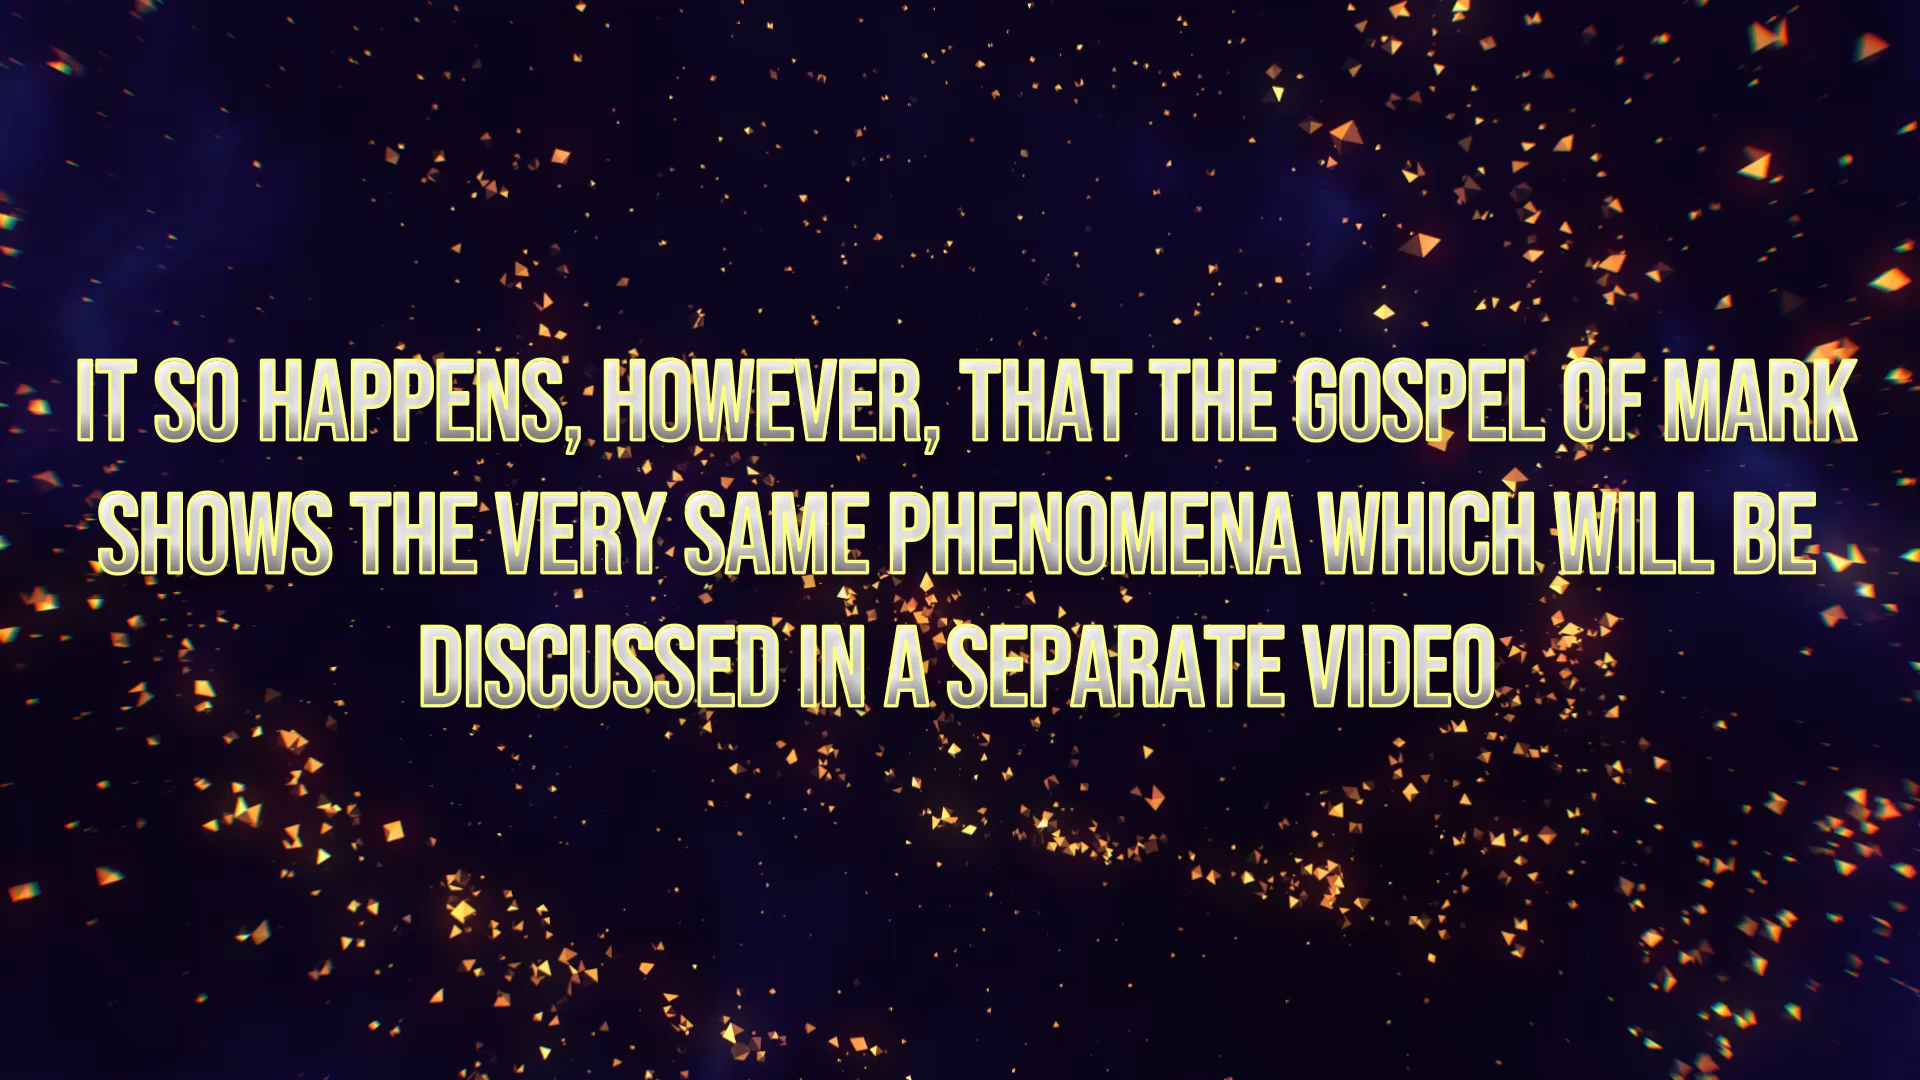 IT SO HAPPENS, HOWEVER, THAT THE GOSPEL OF MARK
SHOWS THE VERY SAME PHENOMENA WHICH WILL BE
DISCUSSED IN A SEPARATE VIDEO